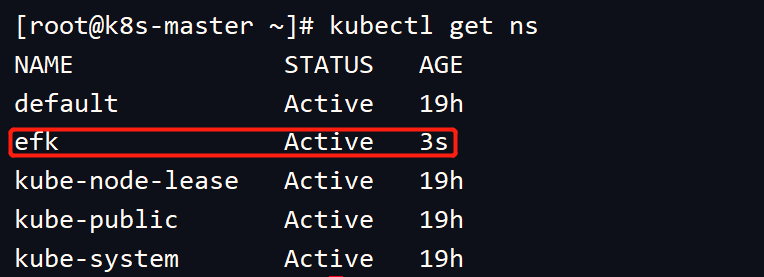 [root@k8s-master ~]# kubectl get ns
NAME STATUS AGE
default Active 19h
efk Active 3s
kube-node-lease Active 19h
kube-public Active 19h
kube-system Active 19h